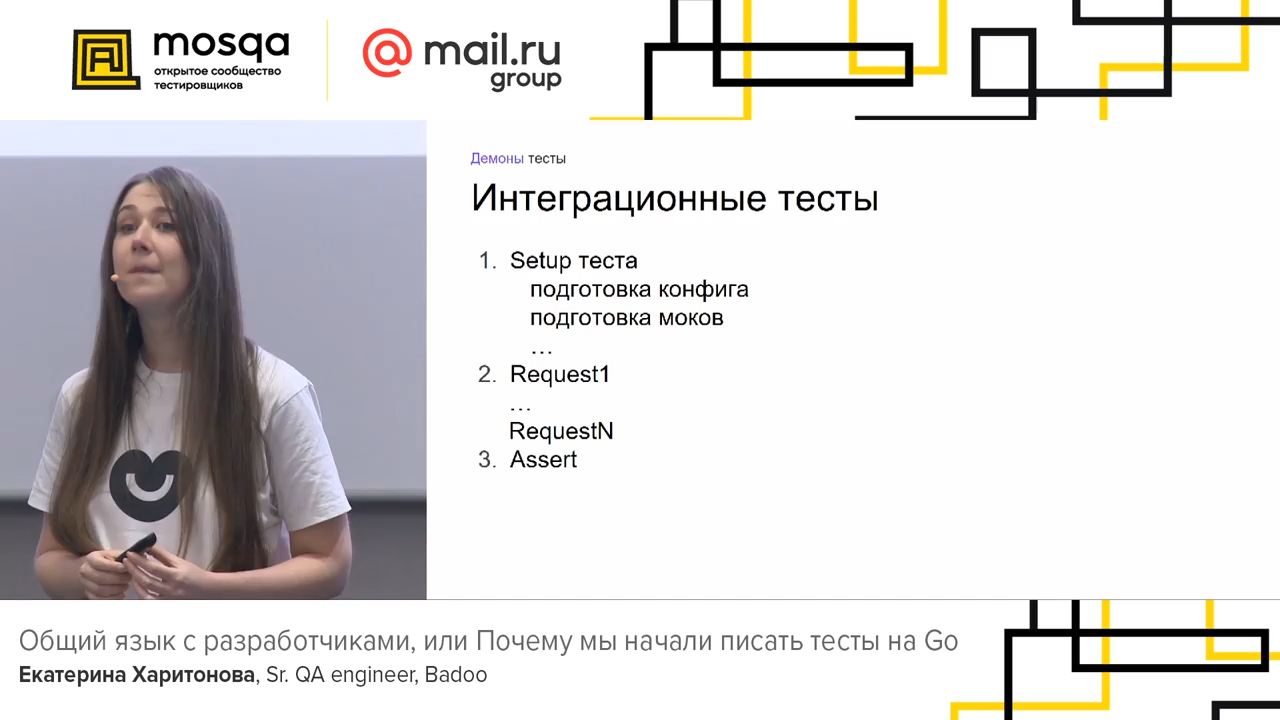 mosqa
открытое сообщество
тестировщиков
@mail.ru
group
Демоны тесты
Интеграционные тесты
1. Setup теста
подготовка конфига
подготовка моков
...
2. Request1
...
RequestN
3. Assert
Общий язык с разработчиками, или Почему мы начали писать тесты на Go
Екатерина Харитонова, Sr. QA engineer, Badoo